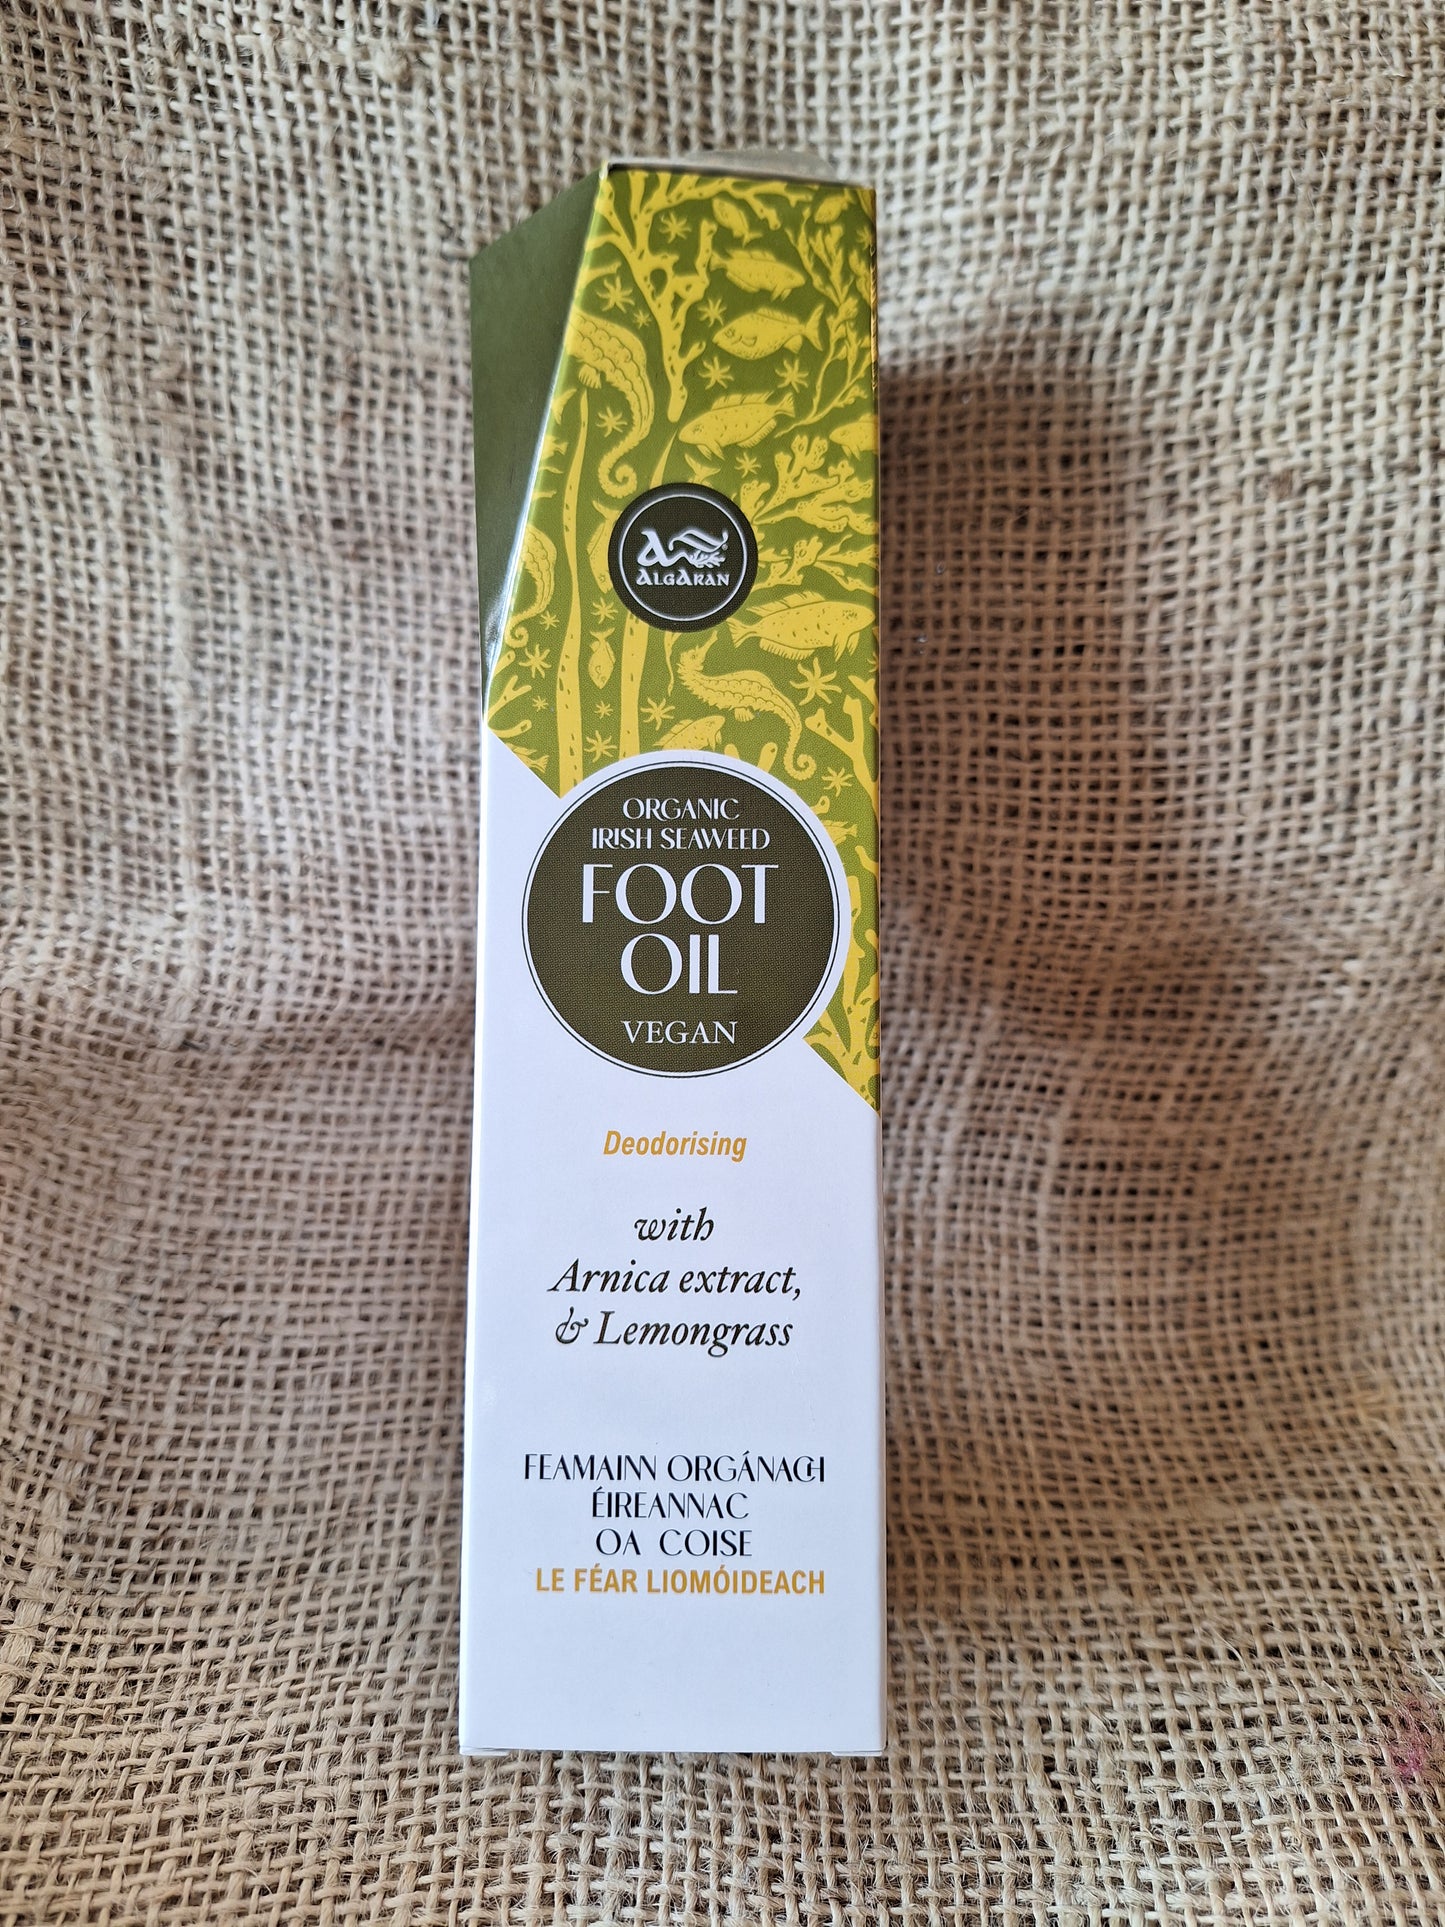 ALGARAN
ORGANIC
IRISH SEAWEED
FOOT
OIL
VEGAN
Deodorising
with
Arnica extract,
& Lemongrass
FEAMAINN ORGÁNACH
ÉIREANNAC
OA COISE
LE FÉAR LIOMÓIDEACH